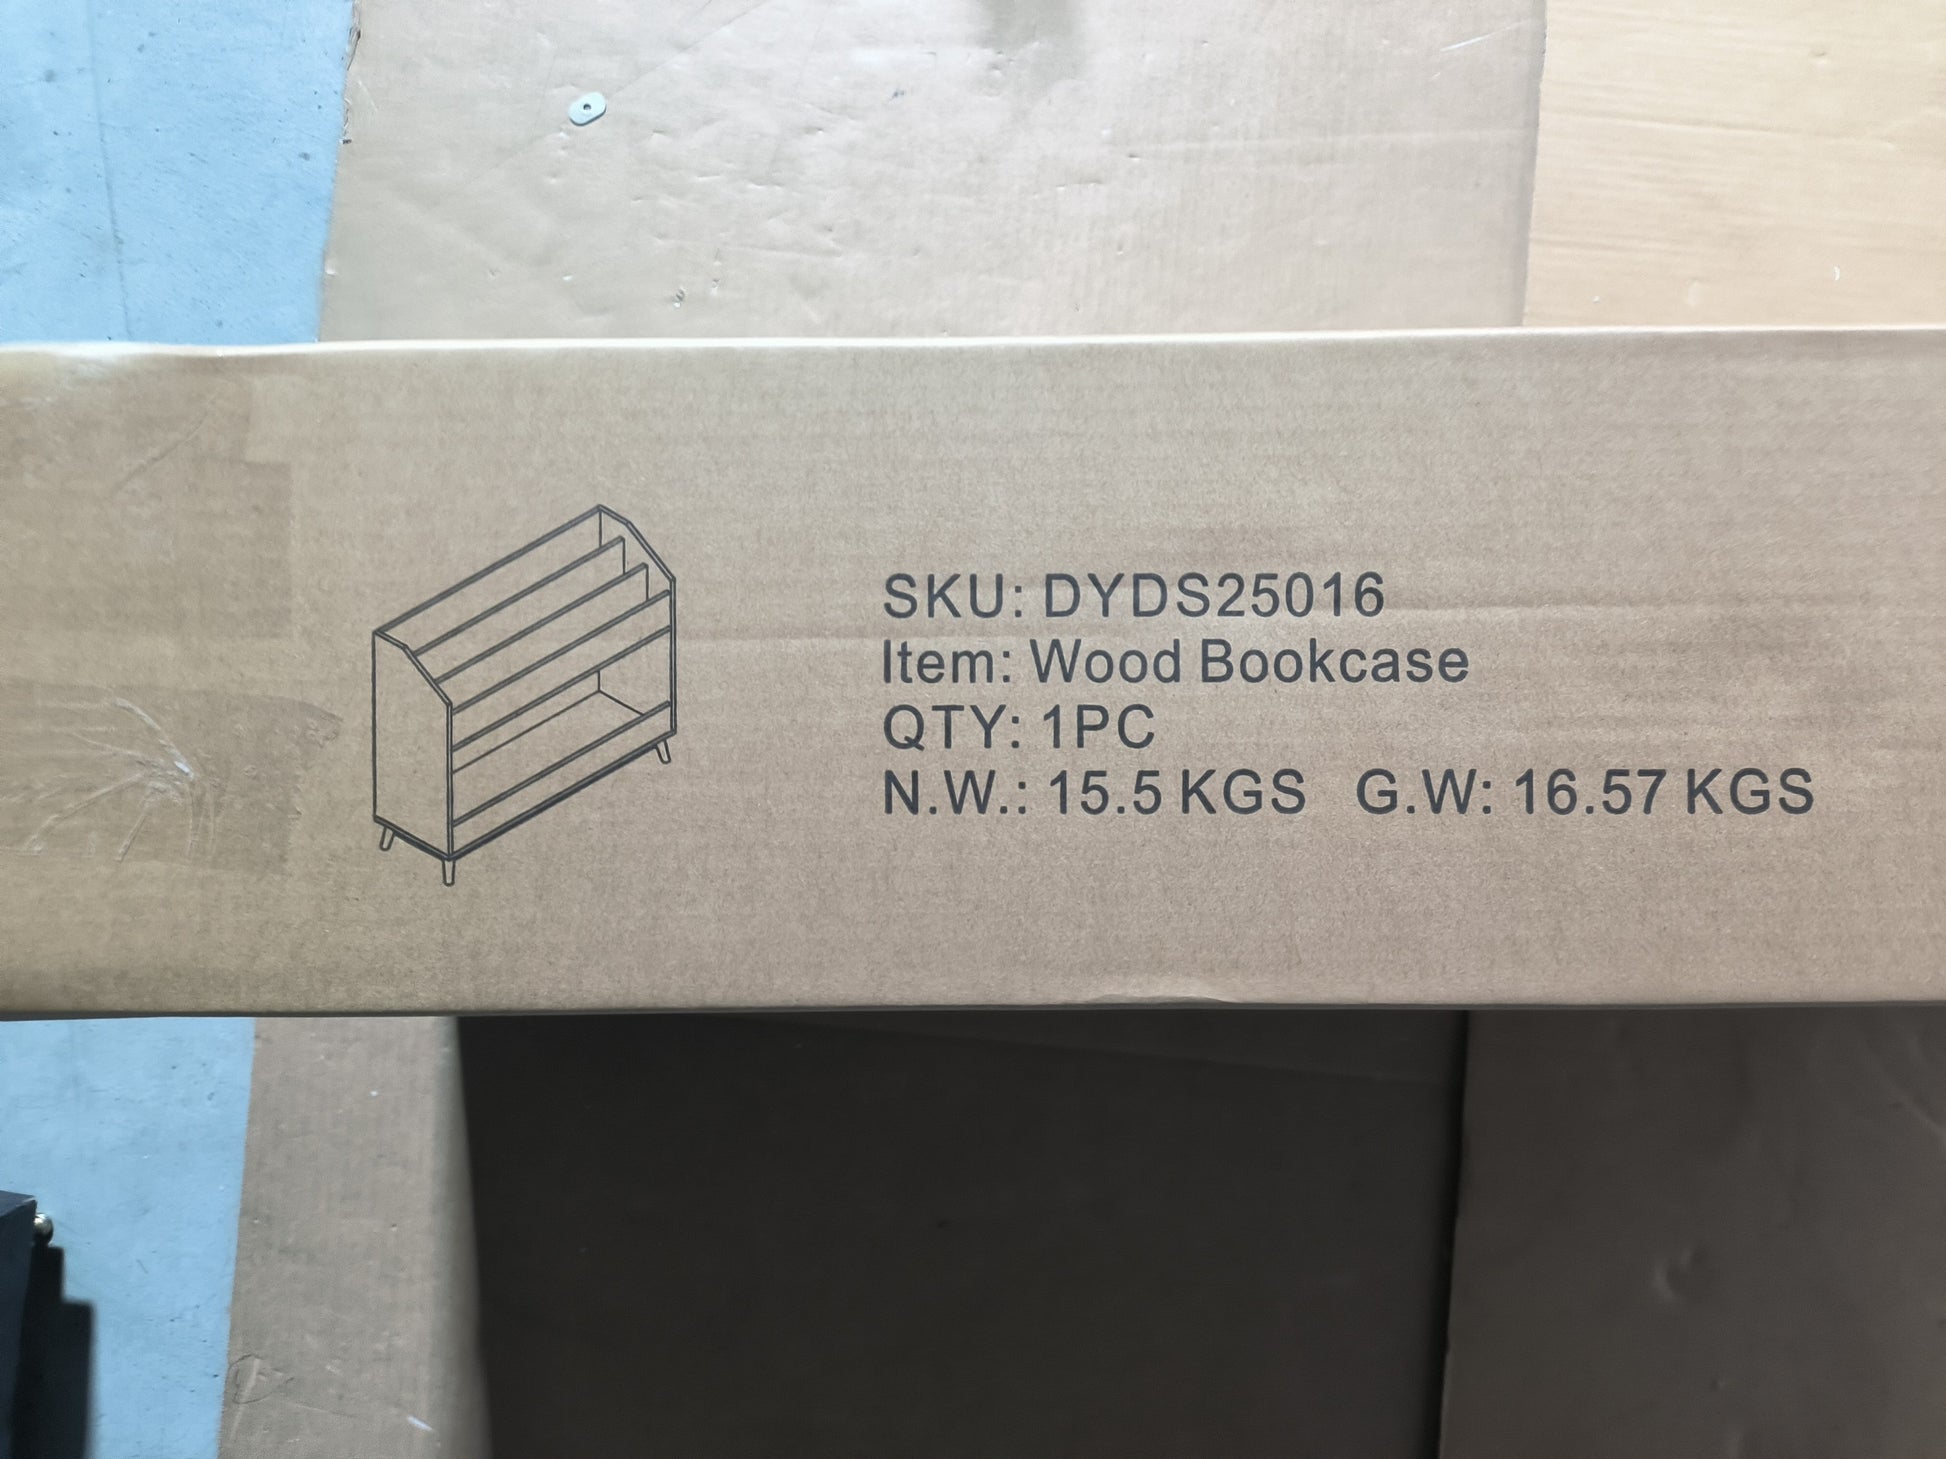 SKU: DYDS25016
Item: Wood Bookcase
QTY: 1PC
N.W.: 15.5 KGS G.W: 16.57 KGS